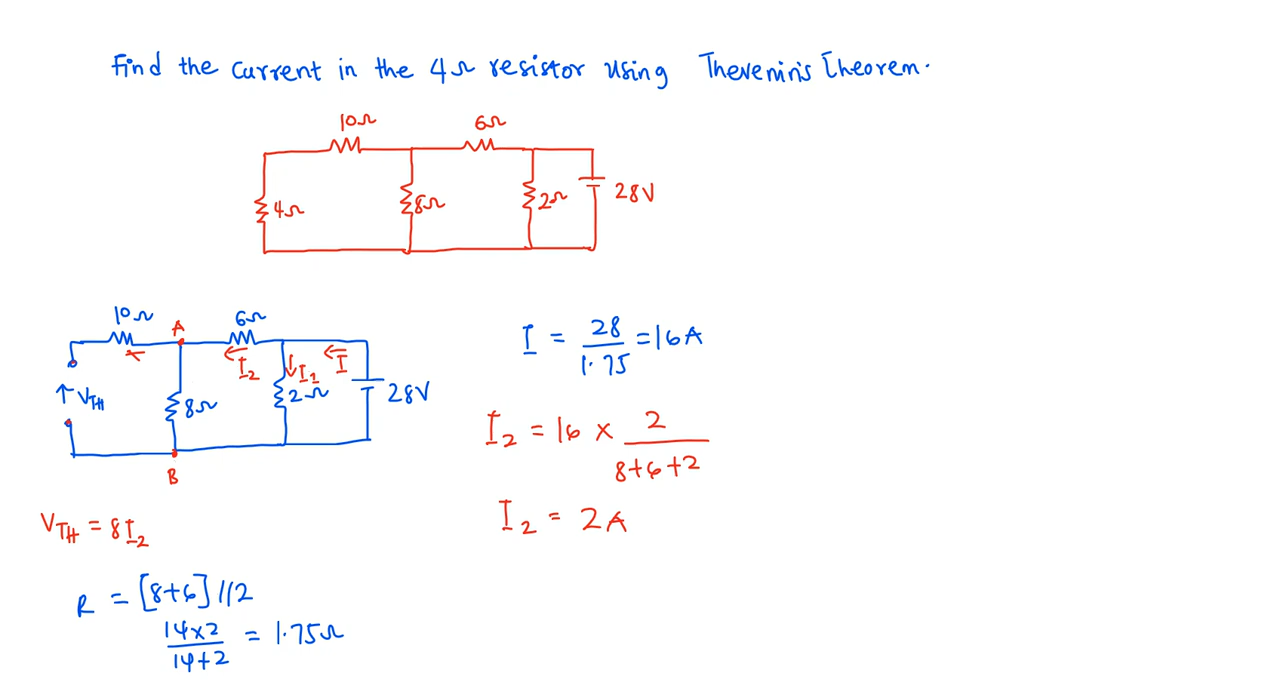 Find the current in the 4Ω resistor using Thevenin's Theorem.
10Ω 6Ω
4Ω 8Ω 2Ω 28V
10Ω A 6Ω
I₂ I₁ I
↑ V_TH 8Ω 2Ω 28V
B
V_TH = 8I₂
R = [8+6] //2
14×2/14+2 = 1.75Ω
I = 28/1.75 = 16A
I₂ = 16 × 2/8+6+2
I₂ = 2A